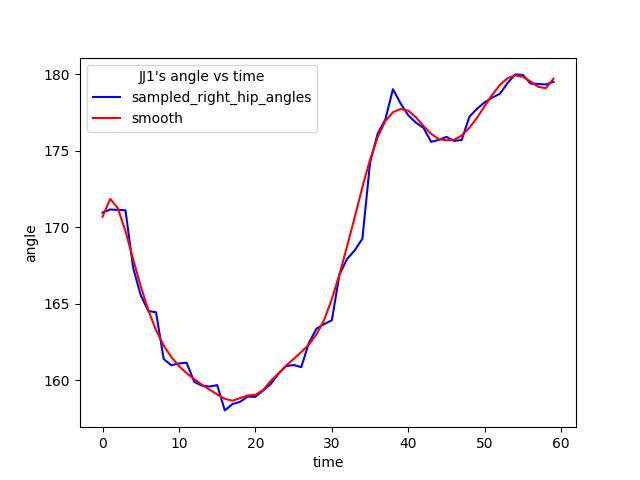 JJ1's angle vs time
sampled_right_hip_angles
smooth
180
175
170
165
160
angle
0 10 20 30 40 50 60
time